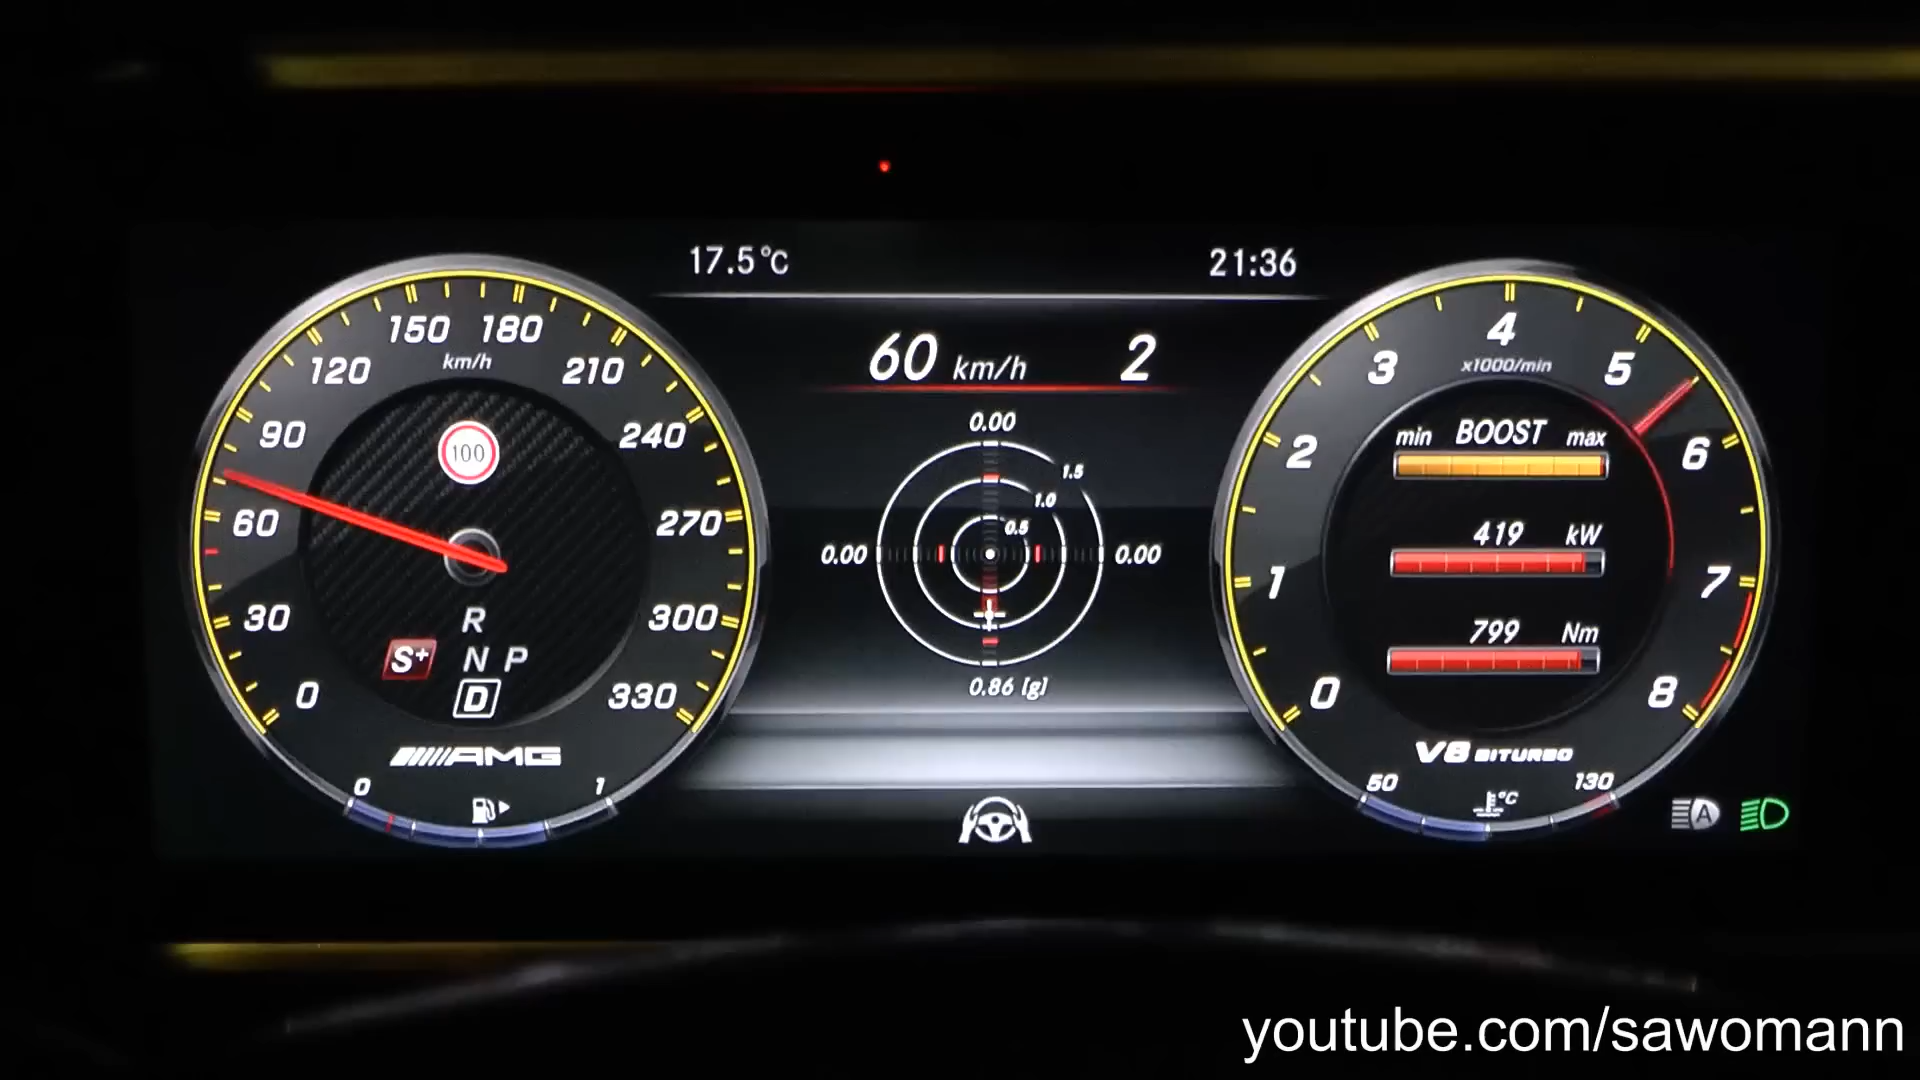 17.5°C
21:36
60 km/h 2
150 180
km/h
120 210
90 240
60 270
30 300
0 330
100
R
S+ N P
D
AMG
0 1
0.00
1.5
1.0
0.5
0.00 0.00
0.86 [g]
4
x1000/min
3 5
2 6
1 7
0 8
min BOOST max
419 kW
799 Nm
V8 BITURBO
50 130
°C
A
youtube.com/sawomann